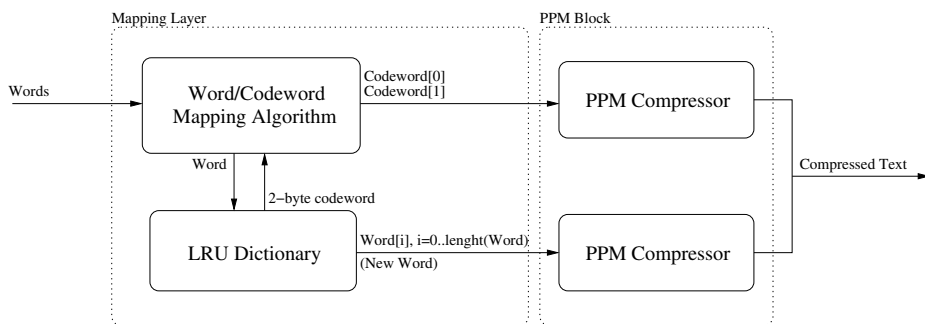 Mapping Layer
PPM Block
Words
Word/Codeword
Mapping Algorithm
Codeword[0]
Codeword[1]
PPM Compressor
Word
2−byte codeword
Compressed Text
LRU Dictionary
Word[i], i=0..lenght(Word)
(New Word)
PPM Compressor